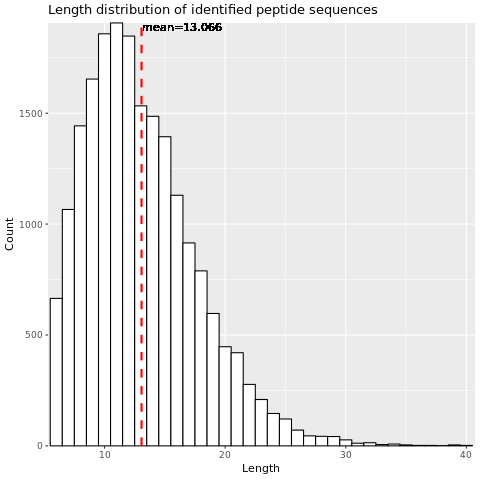 Length distribution of identified peptide sequences
mean=13.066
1500
1000
500
0
Count
10 20 30 40
Length